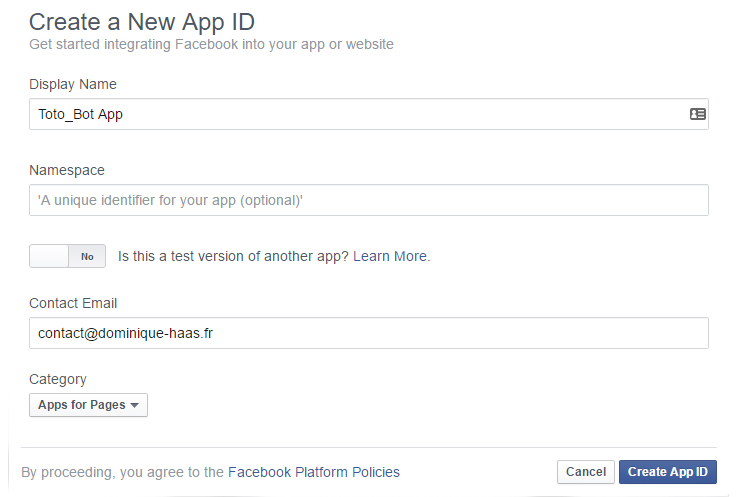 Create a New App ID
Get started integrating Facebook into your app or website
Display Name
Toto_Bot App
Namespace
'A unique identifier for your app (optional)'
No Is this a test version of another app? Learn More.
Contact Email
contact@dominique-haas.fr
Category
Apps for Pages
By proceeding, you agree to the Facebook Platform Policies Cancel Create App ID